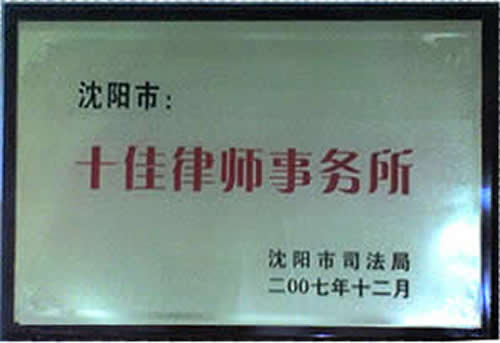 沈阳市：
十佳律师事务所
沈阳市司法局
二00七年十二月